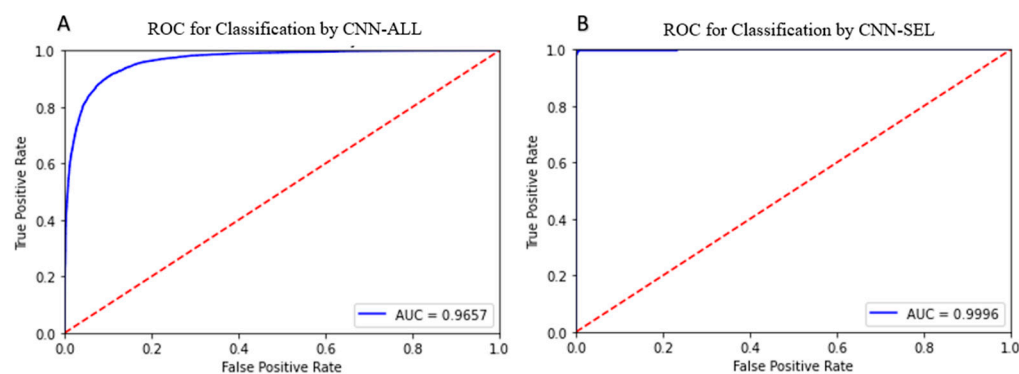 A
ROC for Classification by CNN-ALL
1.0
0.8
0.6
0.4
0.2
0.0
True Positive Rate
0.0 0.2 0.4 0.6 0.8 1.0
False Positive Rate
AUC = 0.9657
B
ROC for Classification by CNN-SEL
1.0
0.8
0.6
0.4
0.2
0.0
True Positive Rate
0.0 0.2 0.4 0.6 0.8 1.0
False Positive Rate
AUC = 0.9996